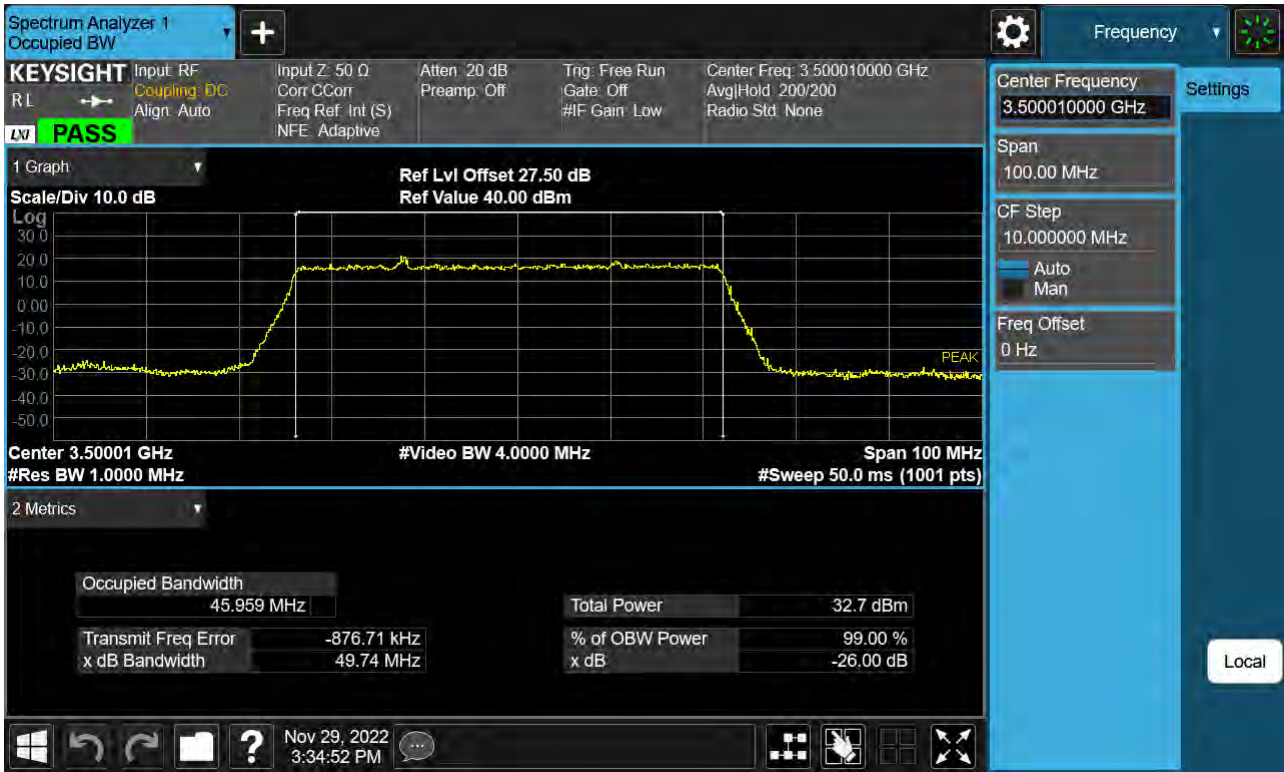 Spectrum Analyzer 1
Occupied BW
Frequency
KEYSIGHT
RL
LXI
PASS
Input: RF
Coupling: DC
Align: Auto
Input Z: 50 Ω
Corr CCorr
Freq Ref: Int (S)
NFE: Adaptive
Atten: 20 dB
Preamp: Off
Trig: Free Run
Gate: Off
#IF Gain: Low
Center Freq: 3.500010000 GHz
Avg|Hold: 200/200
Radio Std: None
Center Frequency
3.500010000 GHz
Settings
Span
100.00 MHz
CF Step
10.000000 MHz
Auto
Man
Freq Offset
0 Hz
Local
1 Graph
Scale/Div 10.0 dB
Ref Lvl Offset 27.50 dB
Ref Value 40.00 dBm
Log
30.0
20.0
10.0
0.00
-10.0
-20.0
-30.0
-40.0
-50.0
PEAK
Center 3.50001 GHz
#Video BW 4.0000 MHz
Span 100 MHz
#Res BW 1.0000 MHz
#Sweep 50.0 ms (1001 pts)
2 Metrics
Occupied Bandwidth
45.959 MHz
Total Power 32.7 dBm
Transmit Freq Error -876.71 kHz
% of OBW Power 99.00 %
x dB Bandwidth 49.74 MHz
x dB -26.00 dB
?
Nov 29, 2022
3:34:52 PM